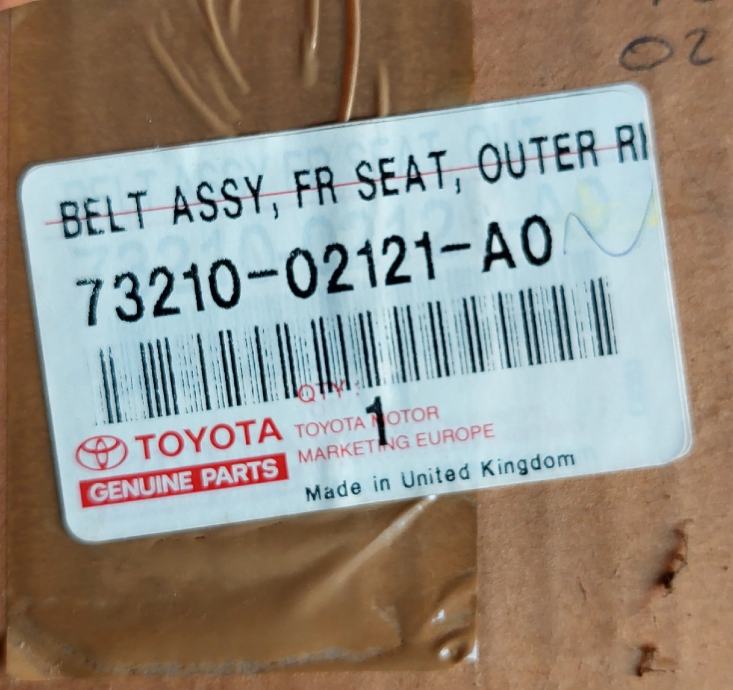 02
BELT ASSY, FR SEAT, OUTER RI
73210-02121-A0
QTY :
1
TOYOTA
TOYOTA MOTOR
MARKETING EUROPE
GENUINE PARTS
Made in United Kingdom